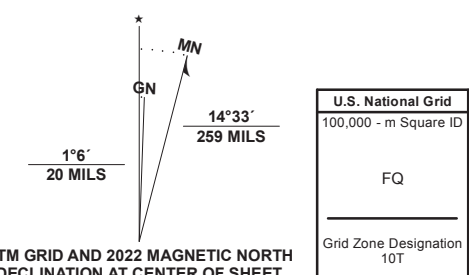 ★
MN
GN
14°33´
259 MILS
1°6´
20 MILS
TM GRID AND 2022 MAGNETIC NORTH
DECLINATION AT CENTER OF SHEET
U.S. National Grid
100,000 - m Square ID
FQ
Grid Zone Designation
10T